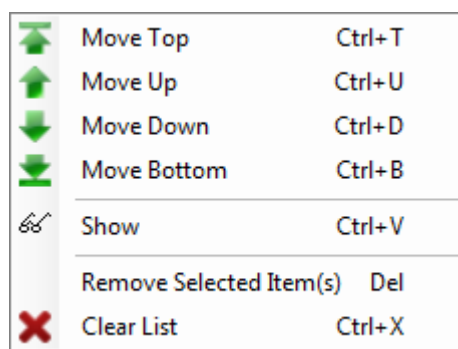 Move Top Ctrl+T
Move Up Ctrl+U
Move Down Ctrl+D
Move Bottom Ctrl+B
Show Ctrl+V
Remove Selected Item(s) Del
Clear List Ctrl+X